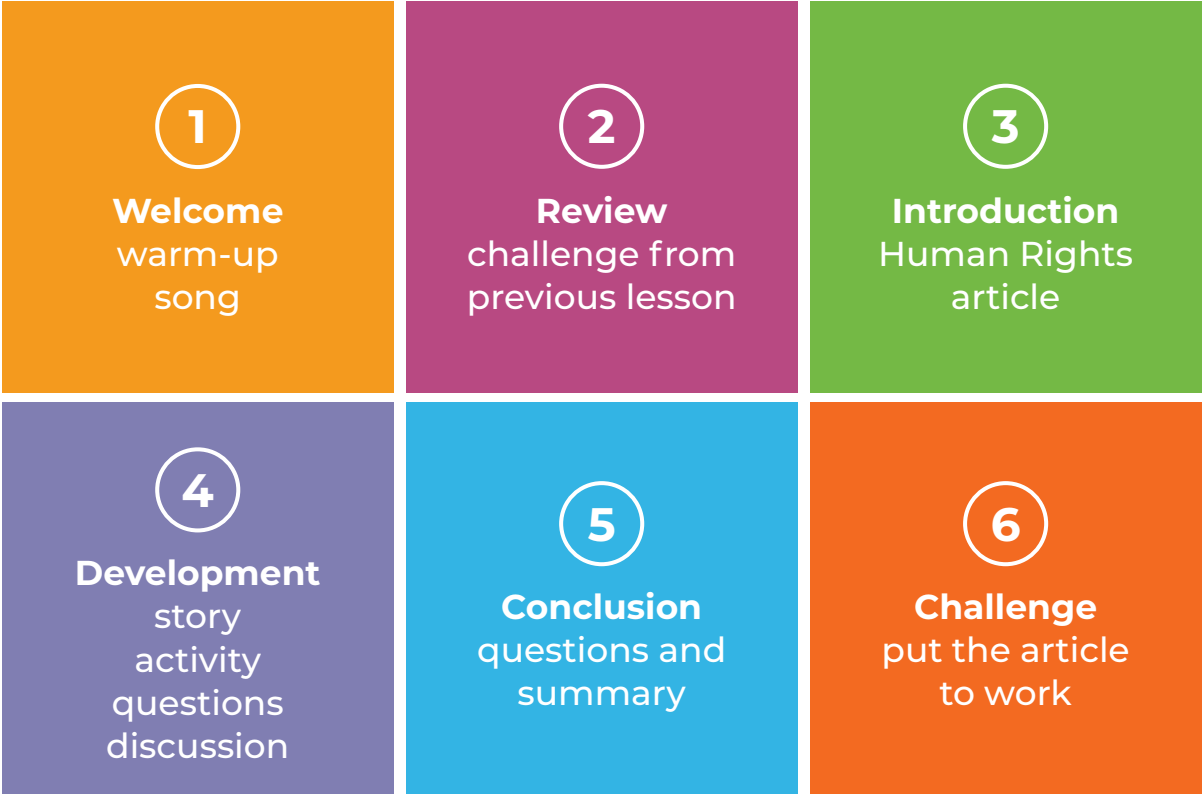 1
Welcome
warm-up
song
2
Review
challenge from
previous lesson
3
Introduction
Human Rights
article
4
Development
story
activity
questions
discussion
5
Conclusion
questions and
summary
6
Challenge
put the article
to work